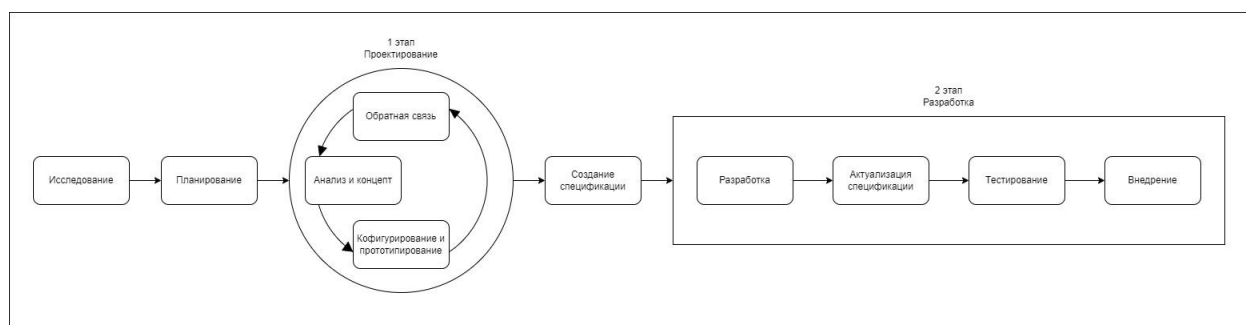 1 этап
Проектирование
2 этап
Разработка
Обратная связь
Исследование
Планирование
Анализ и концепт
Создание
спецификации
Разработка
Актуализация
спецификации
Тестирование
Внедрение
Кофигурирование и
прототипирование